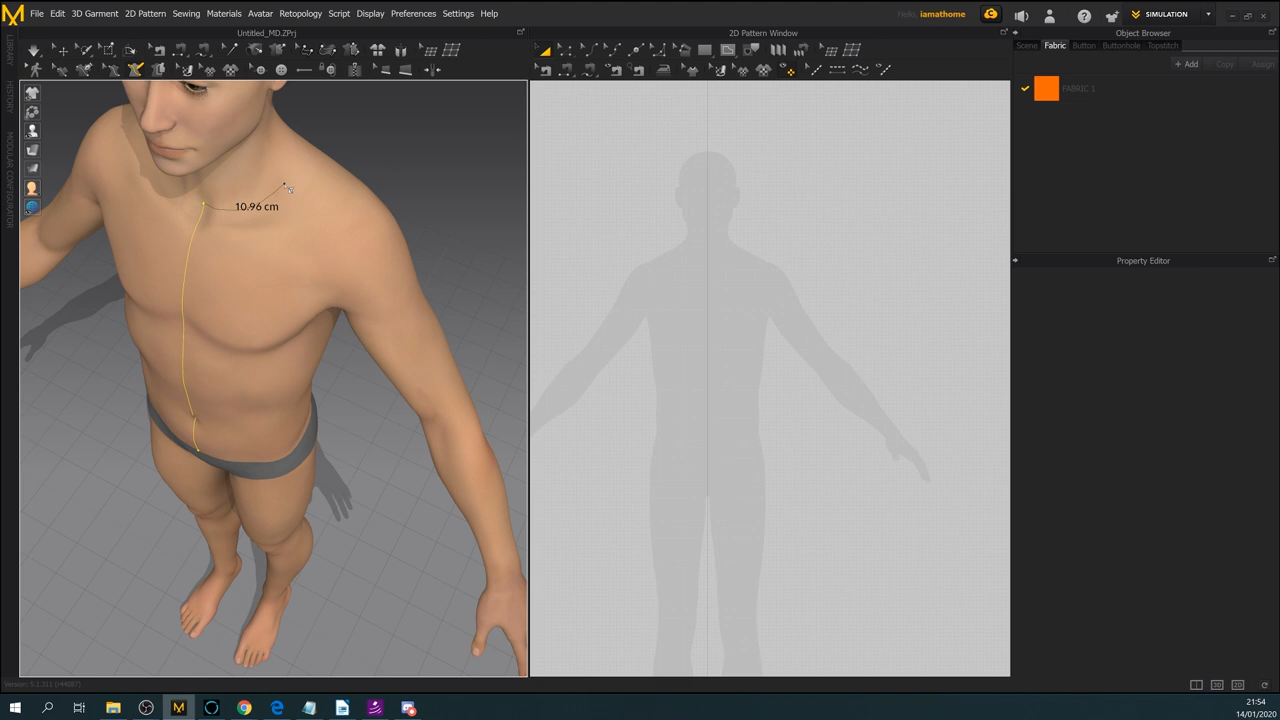 File Edit 3D Garment 2D Pattern Sewing Materials Avatar Retopology Script Display Preferences Settings Help
Hello, iamathome
SIMULATION
Untitled_MD.ZPrj
2D Pattern Window
Object Browser
Scene Fabric Button Buttonhole Topstitch
+ Add Copy Assign
FABRIC 1
LIBRARY
HISTORY
MODULAR CONFIGURATOR
10.96 cm
Property Editor
3D
2D
21:54
14/01/2020